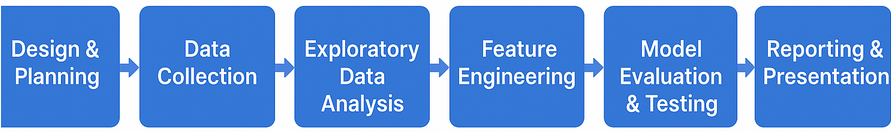 Design &
Planning
Data
Collection
Exploratory
Data
Analysis
Feature
Engineering
Model
Evaluation
& Testing
Reporting &
Presentation